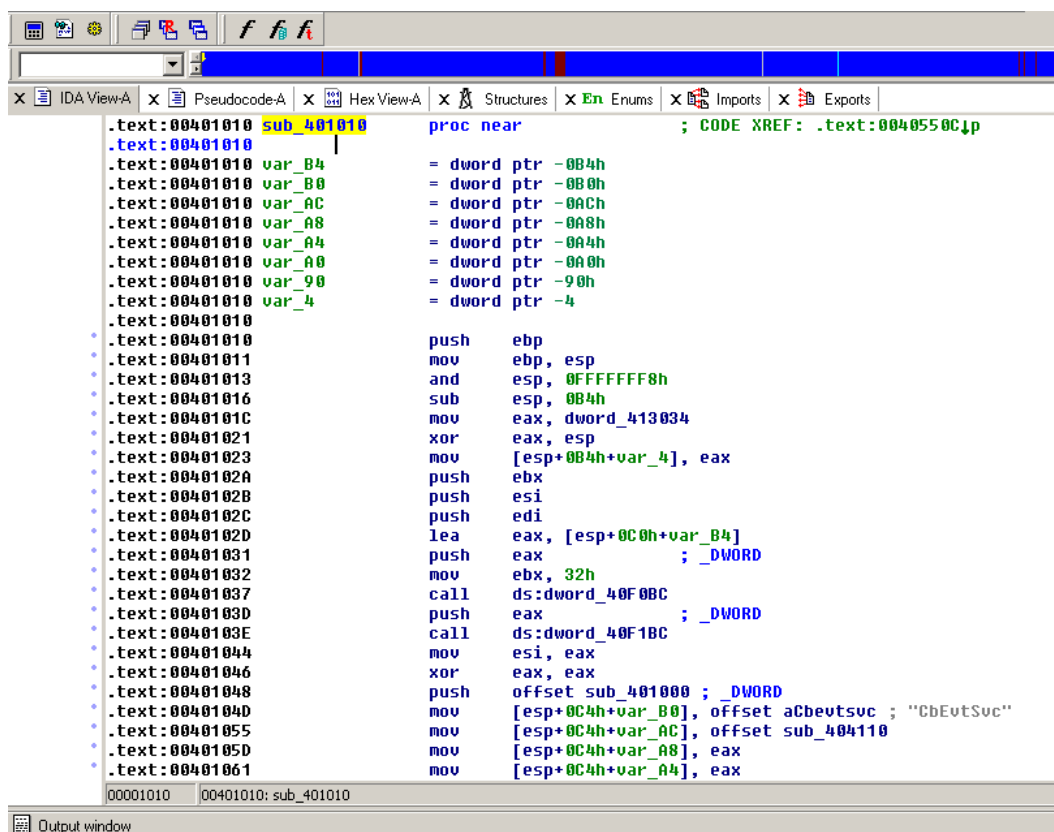 IDA View-A Pseudocode-A Hex View-A Structures En Enums Imports Exports
.text:00401010 sub_401010 proc near ; CODE XREF: .text:0040550C↓p
.text:00401010
.text:00401010 var_B4 = dword ptr -0B4h
.text:00401010 var_B0 = dword ptr -0B0h
.text:00401010 var_AC = dword ptr -0ACh
.text:00401010 var_A8 = dword ptr -0A8h
.text:00401010 var_A4 = dword ptr -0A4h
.text:00401010 var_A0 = dword ptr -0A0h
.text:00401010 var_90 = dword ptr -90h
.text:00401010 var_4 = dword ptr -4
.text:00401010
.text:00401010 push ebp
.text:00401011 mov ebp, esp
.text:00401013 and esp, 0FFFFFFF8h
.text:00401016 sub esp, 0B4h
.text:0040101C mov eax, dword_413034
.text:00401021 xor eax, esp
.text:00401023 mov [esp+0B4h+var_4], eax
.text:0040102A push ebx
.text:0040102B push esi
.text:0040102C push edi
.text:0040102D lea eax, [esp+0C0h+var_B4]
.text:00401031 push eax ; _DWORD
.text:00401032 mov ebx, 32h
.text:00401037 call ds:dword_40F0BC
.text:0040103D push eax ; _DWORD
.text:0040103E call ds:dword_40F1BC
.text:00401044 mov esi, eax
.text:00401046 xor eax, eax
.text:00401048 push offset sub_401000 ; _DWORD
.text:0040104D mov [esp+0C4h+var_B0], offset aCbevtsvc ; "CbEvtSvc"
.text:00401055 mov [esp+0C4h+var_AC], offset sub_404110
.text:0040105D mov [esp+0C4h+var_A8], eax
.text:00401061 mov [esp+0C4h+var_A4], eax
00001010 00401010: sub_401010
Output window